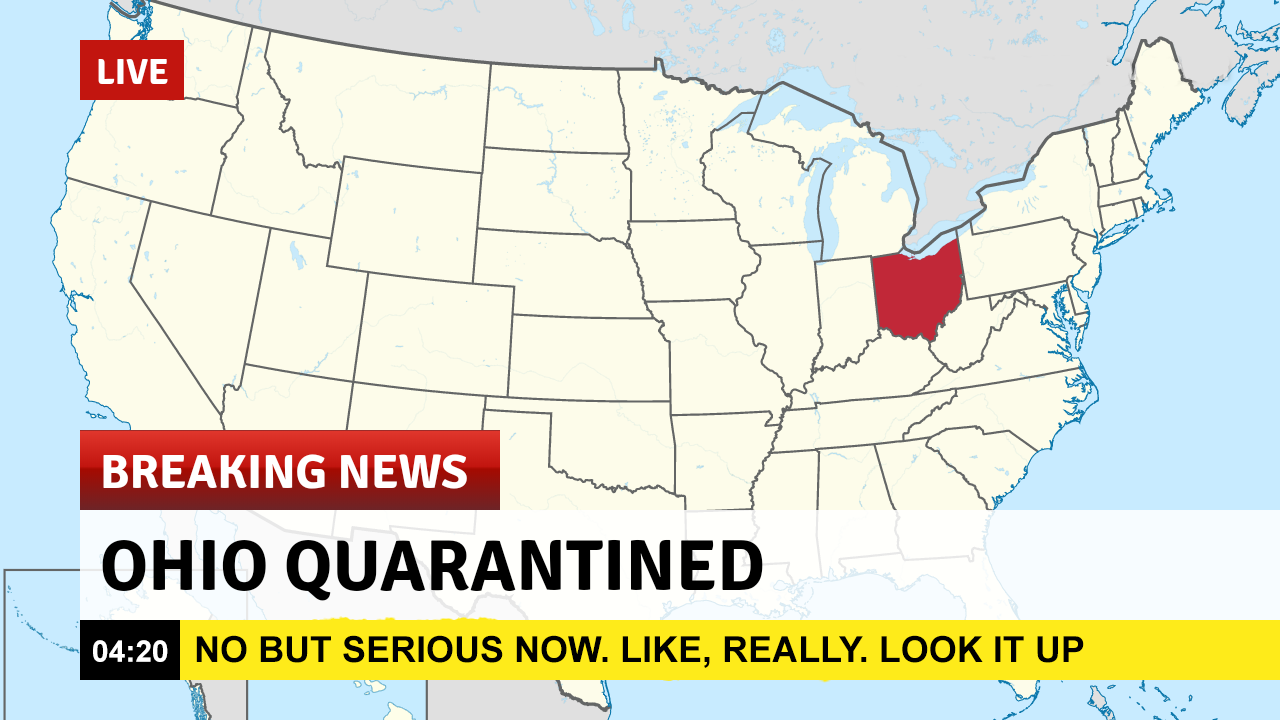 LIVE
BREAKING NEWS
OHIO QUARANTINED
04:20 NO BUT SERIOUS NOW. LIKE, REALLY. LOOK IT UP